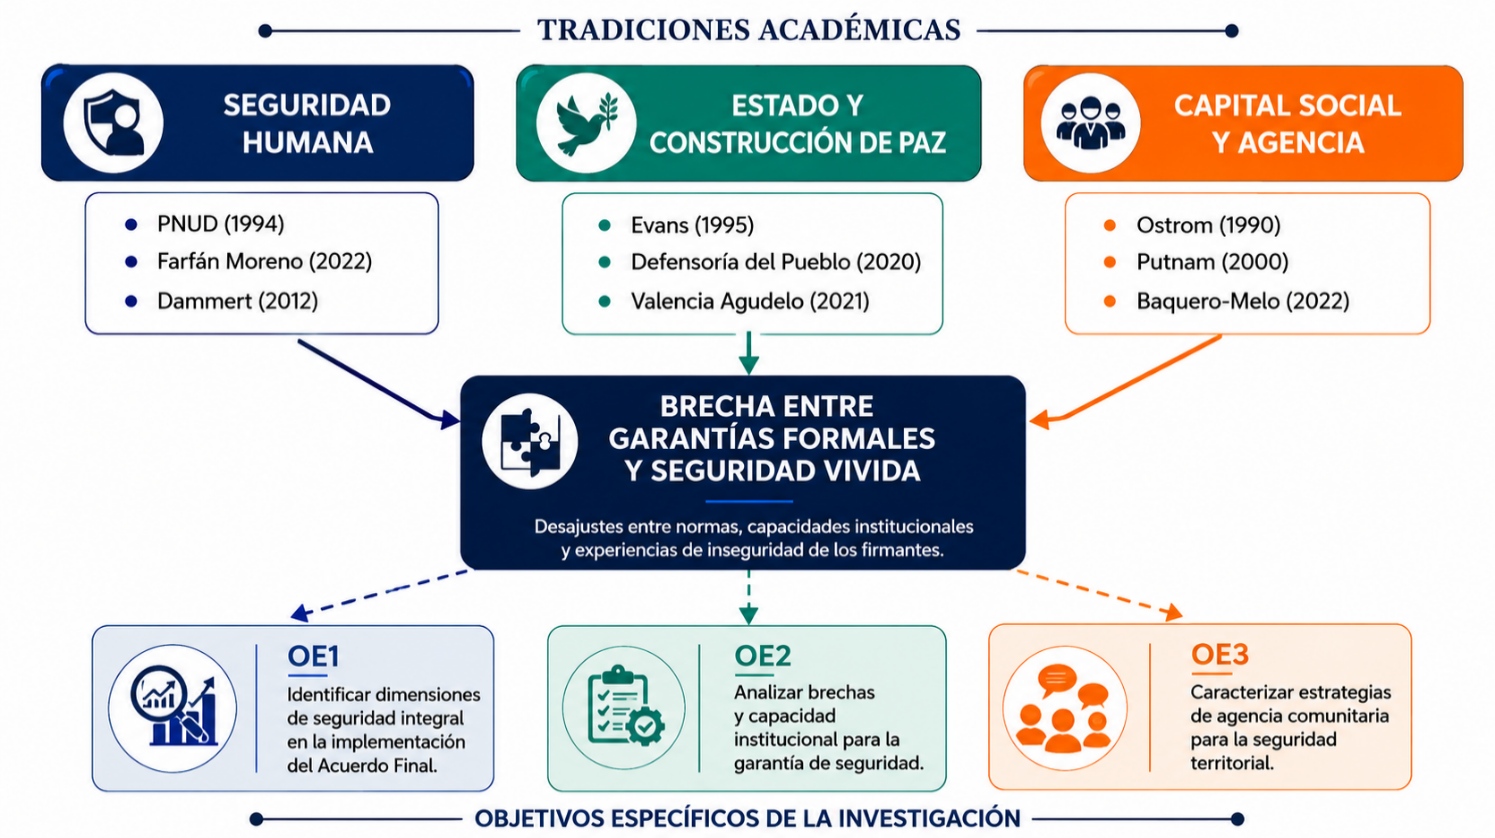 TRADICIONES ACADÉMICAS
SEGURIDAD
HUMANA
PNUD (1994)
Farfán Moreno (2022)
Dammert (2012)
ESTADO Y
CONSTRUCCIÓN DE PAZ
Evans (1995)
Defensoría del Pueblo (2020)
Valencia Agudelo (2021)
CAPITAL SOCIAL
Y AGENCIA
Ostrom (1990)
Putnam (2000)
Baquero-Melo (2022)
BRECHA ENTRE
GARANTÍAS FORMALES
Y SEGURIDAD VIVIDA
Desajustes entre normas, capacidades institucionales
y experiencias de inseguridad de los firmantes.
OE1
Identificar dimensiones
de seguridad integral
en la implementación
del Acuerdo Final.
OE2
Analizar brechas
y capacidad
institucional para la
garantía de seguridad.
OE3
Caracterizar estrategias
de agencia comunitaria
para la seguridad
territorial.
OBJETIVOS ESPECÍFICOS DE LA INVESTIGACIÓN